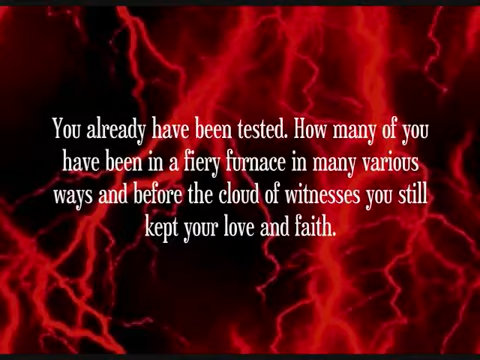 You already have been tested. How many of you
have been in a fiery furnace in many various
ways and before the cloud of witnesses you still
kept your love and faith.